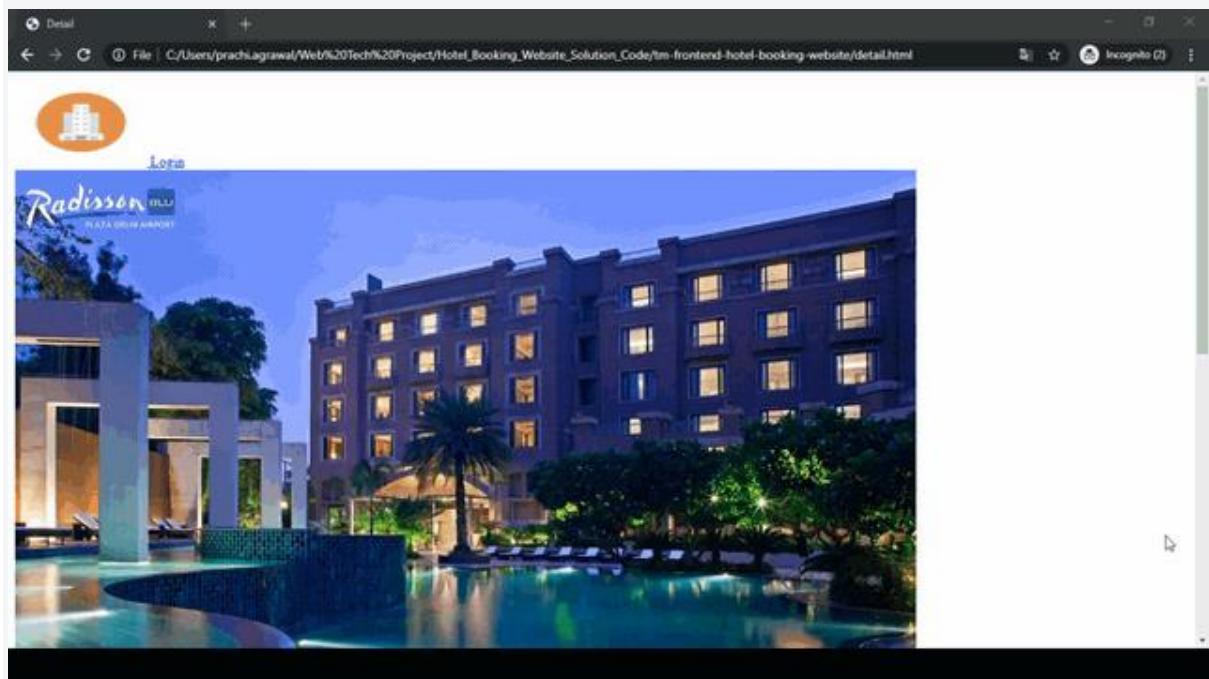 Detail
File C:/Users/prachi.agrawal/Web%20Tech%20Project/Hotel_Booking_Website_Solution_Code/tm-frontend-hotel-booking-website/detail.html
Incognito (2)
Login
Radisson BLU
PLAZA DELHI AIRPORT